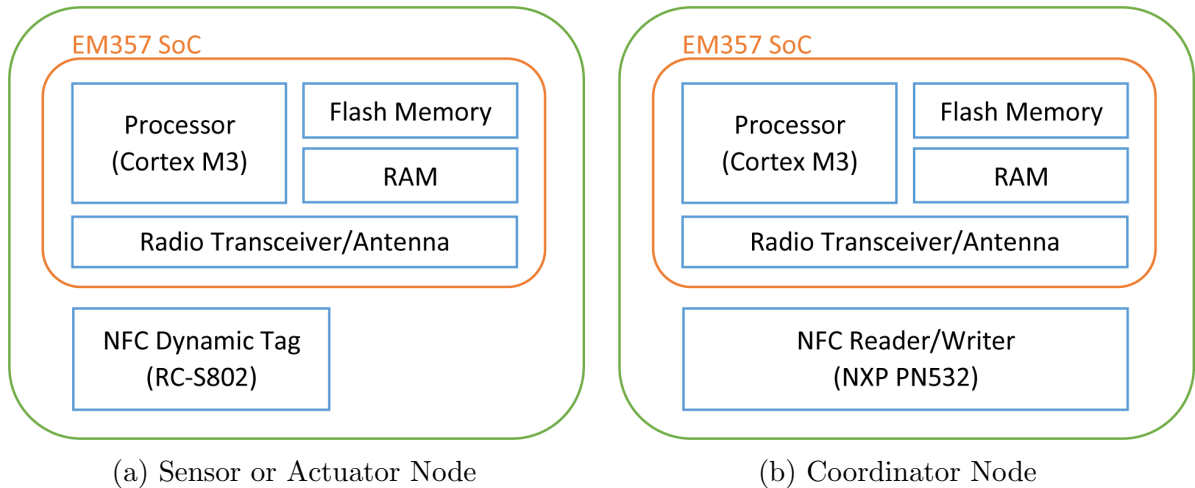 EM357 SoC
Processor
(Cortex M3)
Flash Memory
RAM
Radio Transceiver/Antenna
NFC Dynamic Tag
(RC-S802)
(a) Sensor or Actuator Node
EM357 SoC
Processor
(Cortex M3)
Flash Memory
RAM
Radio Transceiver/Antenna
NFC Reader/Writer
(NXP PN532)
(b) Coordinator Node